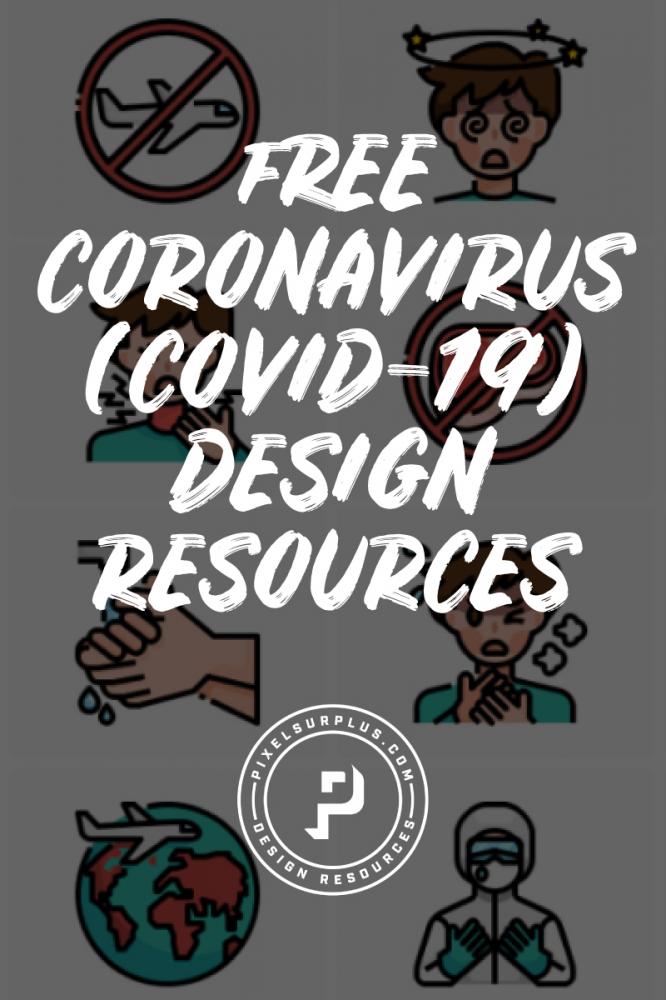 FREE
CORONAVIRUS
(COVID-19)
DESIGN
RESOURCES
PIXELSURPLUS.COM
DESIGN RESOURCES